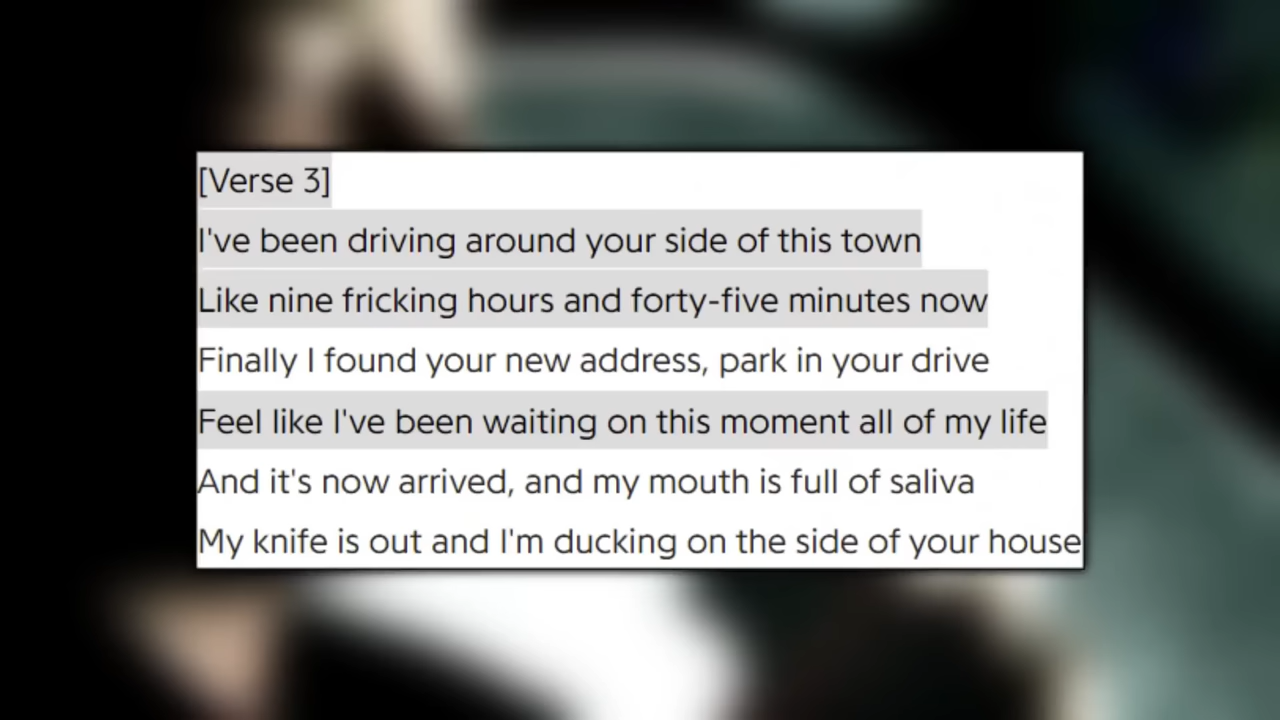 [Verse 3]
I've been driving around your side of this town
Like nine fricking hours and forty-five minutes now
Finally I found your new address, park in your drive
Feel like I've been waiting on this moment all of my life
And it's now arrived, and my mouth is full of saliva
My knife is out and I'm ducking on the side of your house